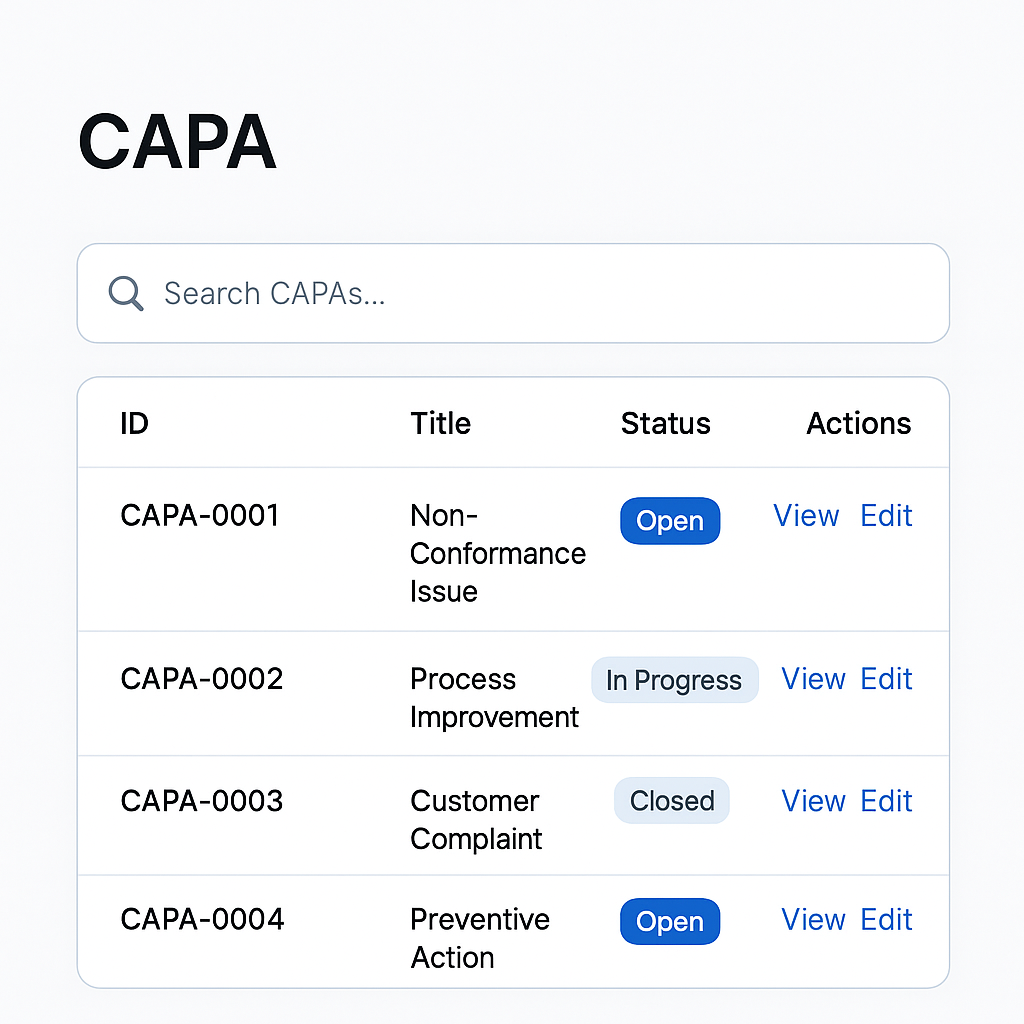 CAPA
Search CAPAs...
ID Title Status Actions
CAPA-0001 Non- Open View Edit
Conformance
Issue
CAPA-0002 Process In Progress View Edit
Improvement
CAPA-0003 Customer Closed View Edit
Complaint
CAPA-0004 Preventive Open View Edit
Action